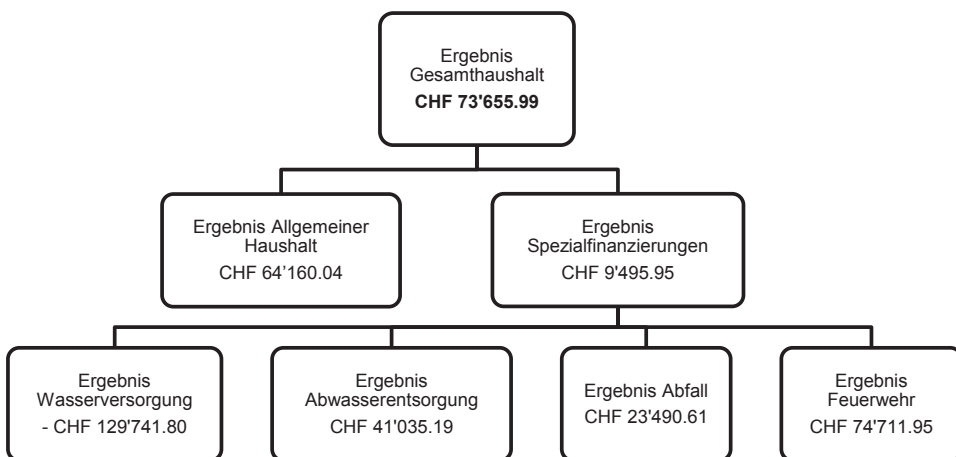 Ergebnis
Gesamthaushalt
CHF 73'655.99
Ergebnis Allgemeiner
Haushalt
CHF 64’160.04
Ergebnis
Spezialfinanzierungen
CHF 9'495.95
Ergebnis
Wasserversorgung
- CHF 129'741.80
Ergebnis
Abwasserentsorgung
CHF 41'035.19
Ergebnis Abfall
CHF 23'490.61
Ergebnis
Feuerwehr
CHF 74'711.95